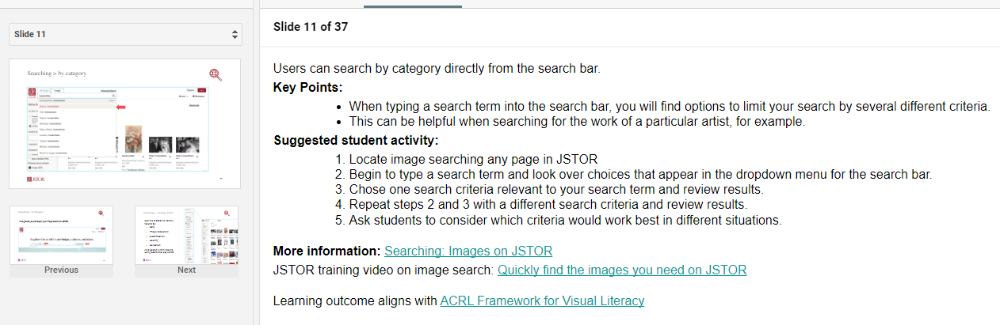 Slide 11
Searching > by category
JSTOR
Previous
Next
Slide 11 of 37
Users can search by category directly from the search bar.
Key Points:
• When typing a search term into the search bar, you will find options to limit your search by several different criteria.
• This can be helpful when searching for the work of a particular artist, for example.
Suggested student activity:
1. Locate image searching any page in JSTOR
2. Begin to type a search term and look over choices that appear in the dropdown menu for the search bar.
3. Chose one search criteria relevant to your search term and review results.
4. Repeat steps 2 and 3 with a different search criteria and review results.
5. Ask students to consider which criteria would work best in different situations.
More information: Searching: Images on JSTOR
JSTOR training video on image search: Quickly find the images you need on JSTOR
Learning outcome aligns with ACRL Framework for Visual Literacy